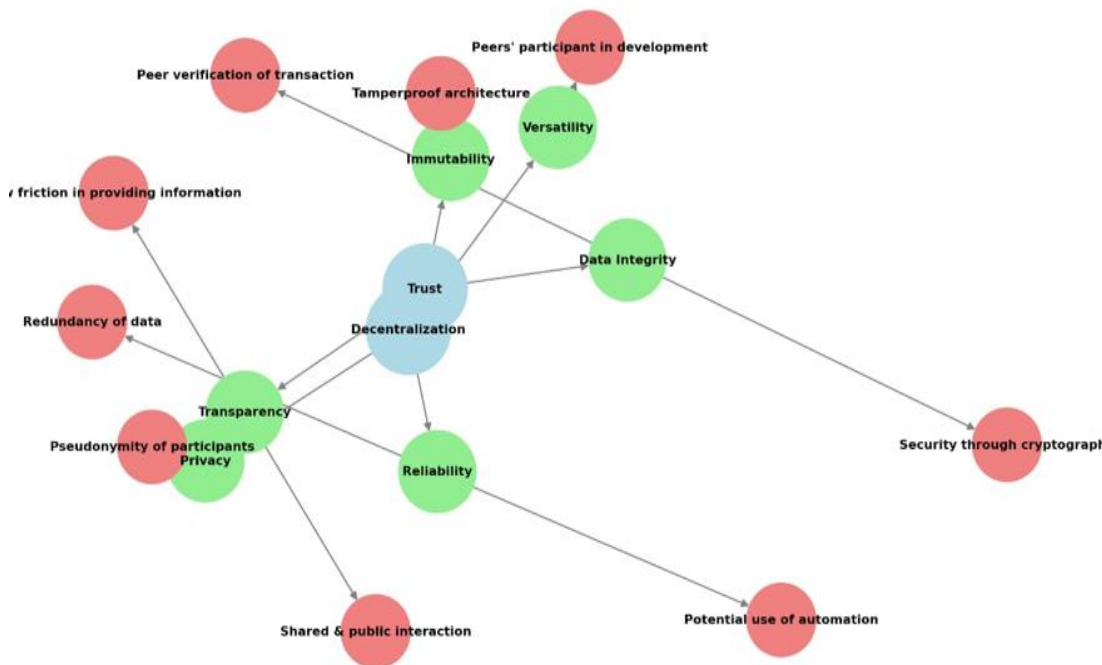 Peers' participant in development
Peer verification of transaction
Tamperproof architecture
Versatility
Immutability
friction in providing information
Data Integrity
Trust
Redundancy of data
Decentralization
Transparency
Pseudonymity of participants
Privacy
Reliability
Security through cryptograph
Potential use of automation
Shared & public interaction